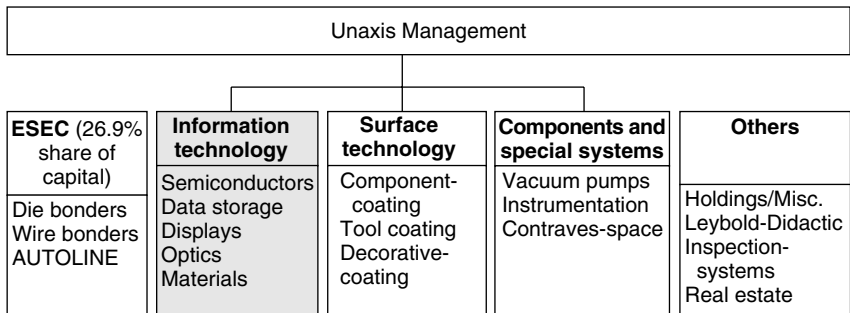 Unaxis Management
ESEC (26.9%
share of
capital)
Die bonders
Wire bonders
AUTOLINE
Information
technology
Semiconductors
Data storage
Displays
Optics
Materials
Surface
technology
Component-
coating
Tool coating
Decorative-
coating
Components and
special systems
Vacuum pumps
Instrumentation
Contraves-space
Others
Holdings/Misc.
Leybold-Didactic
Inspection-
systems
Real estate